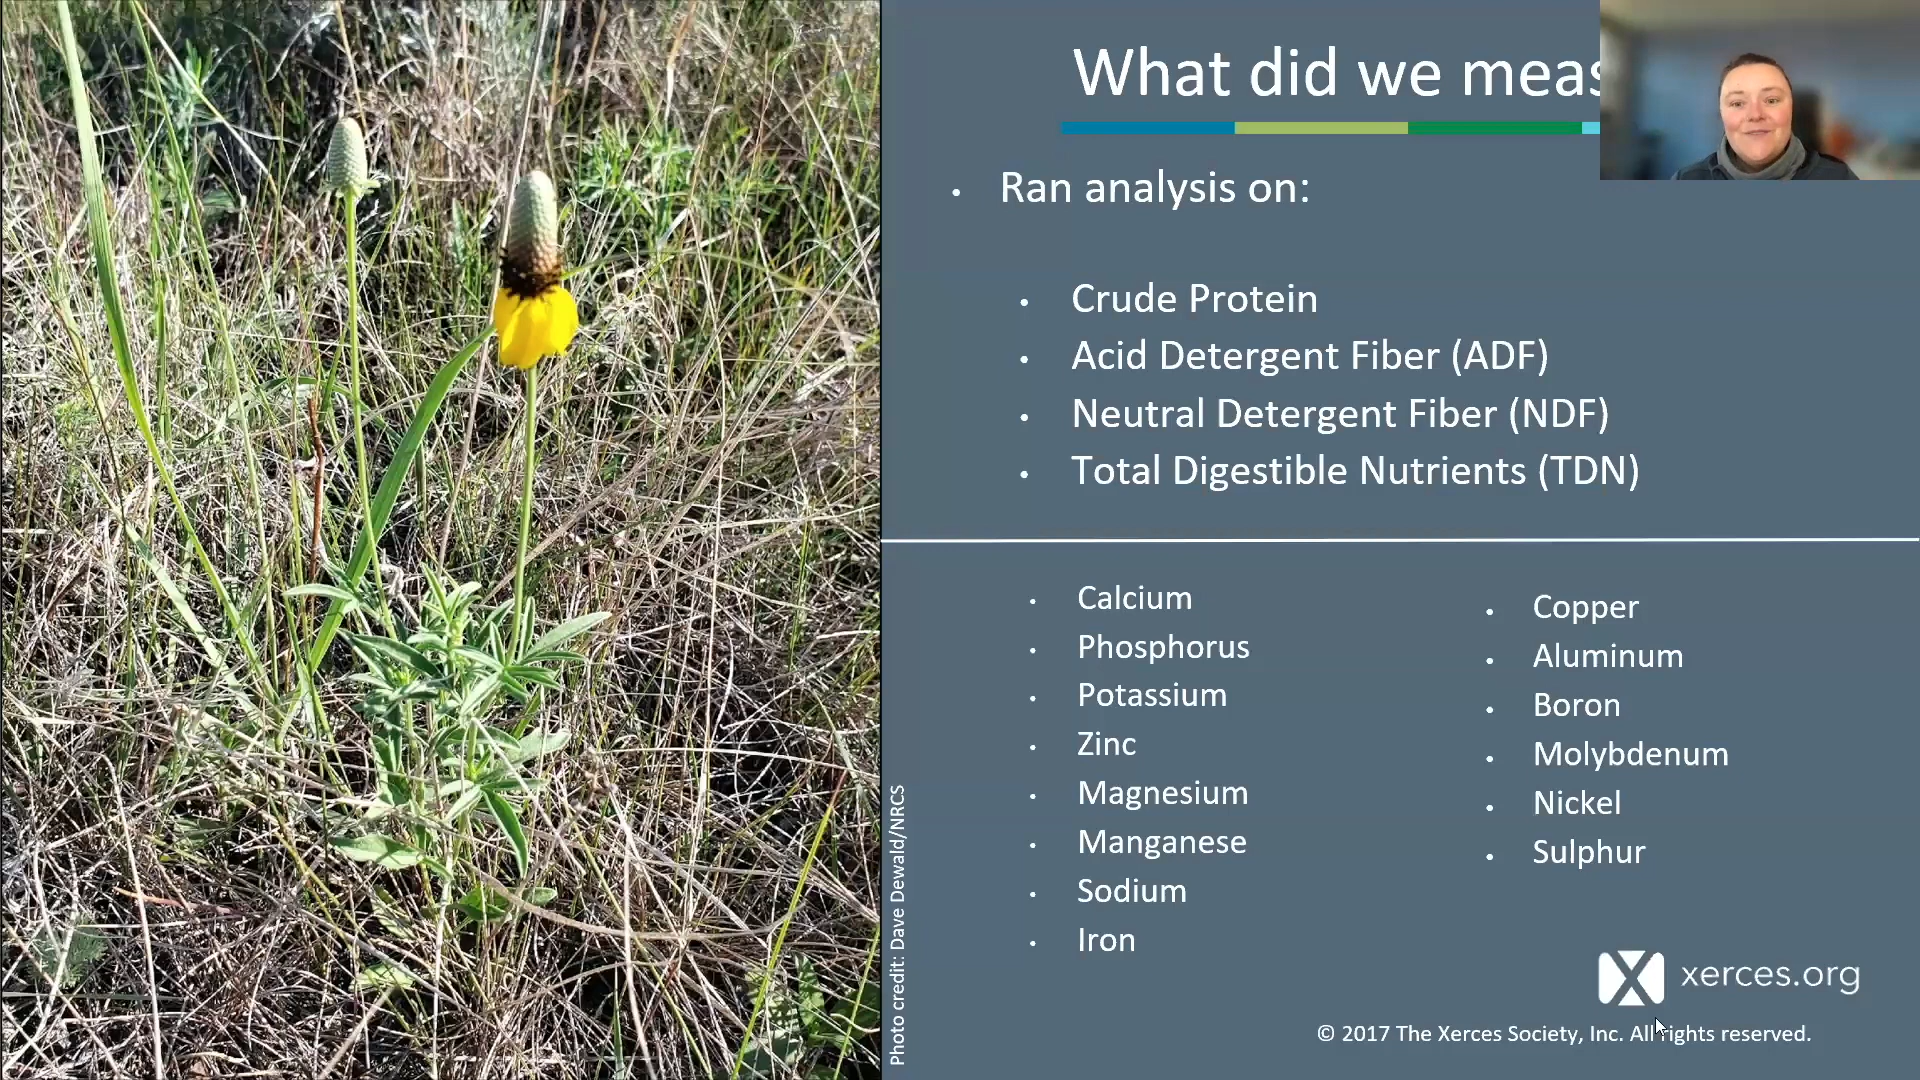 What did we meas
Ran analysis on:
Crude Protein
Acid Detergent Fiber (ADF)
Neutral Detergent Fiber (NDF)
Total Digestible Nutrients (TDN)
Calcium
Phosphorus
Potassium
Zinc
Magnesium
Manganese
Sodium
Iron
Copper
Aluminum
Boron
Molybdenum
Nickel
Sulphur
Photo credit: Dave Dewald/NRCS
xerces.org
© 2017 The Xerces Society, Inc. All rights reserved.